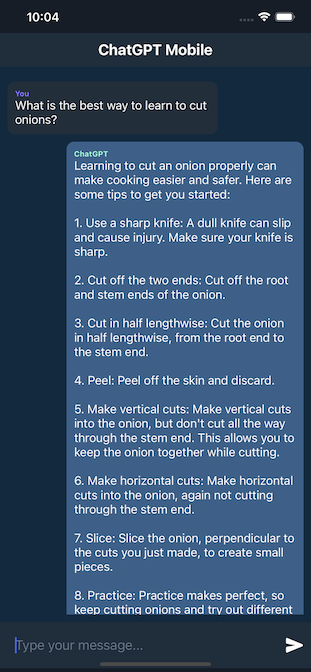 10:04
ChatGPT Mobile
You
What is the best way to learn to cut
onions?
ChatGPT
Learning to cut an onion properly can
make cooking easier and safer. Here are
some tips to get you started:
1. Use a sharp knife: A dull knife can slip
and cause injury. Make sure your knife is
sharp.
2. Cut off the two ends: Cut off the root
and stem ends of the onion.
3. Cut in half lengthwise: Cut the onion
in half lengthwise, from the root end to
the stem end.
4. Peel: Peel off the skin and discard.
5. Make vertical cuts: Make vertical cuts
into the onion, but don't cut all the way
through the stem end. This allows you to
keep the onion together while cutting.
6. Make horizontal cuts: Make horizontal
cuts into the onion, again not cutting
through the stem end.
7. Slice: Slice the onion, perpendicular to
the cuts you just made, to create small
pieces.
8. Practice: Practice makes perfect, so
keep cutting onions and try out different
Type your message...